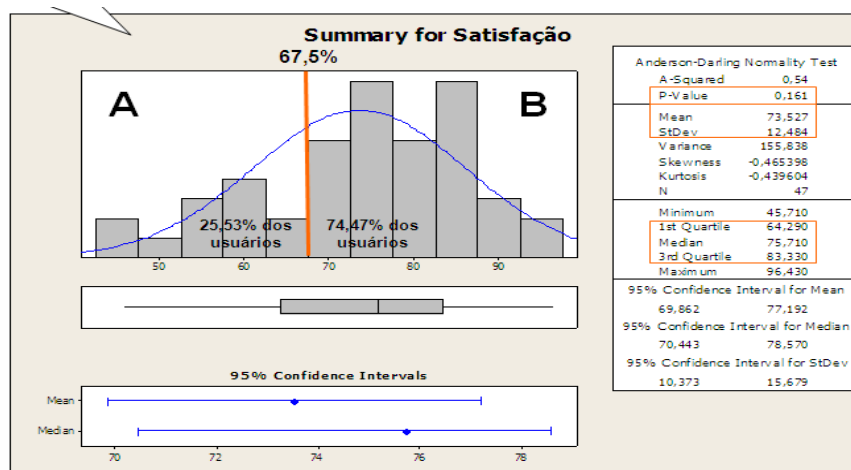 Summary for Satisfação
67,5%
A B
25,53% dos usuários
74,47% dos usuários
50 60 70 80 90
Anderson-Darling Normality Test
A-Squared 0,54
P-Value 0,161
Mean 73,527
StDev 12,484
Variance 155,838
Skewness -0,465398
Kurtosis -0,439604
N 47
Minimum 45,710
1st Quartile 64,290
Median 75,710
3rd Quartile 83,330
Maximum 96,430
95% Confidence Interval for Mean
69,862 77,192
95% Confidence Interval for Median
70,443 78,570
95% Confidence Interval for StDev
10,373 15,679
95% Confidence Intervals
Mean
Median
70 72 74 76 78